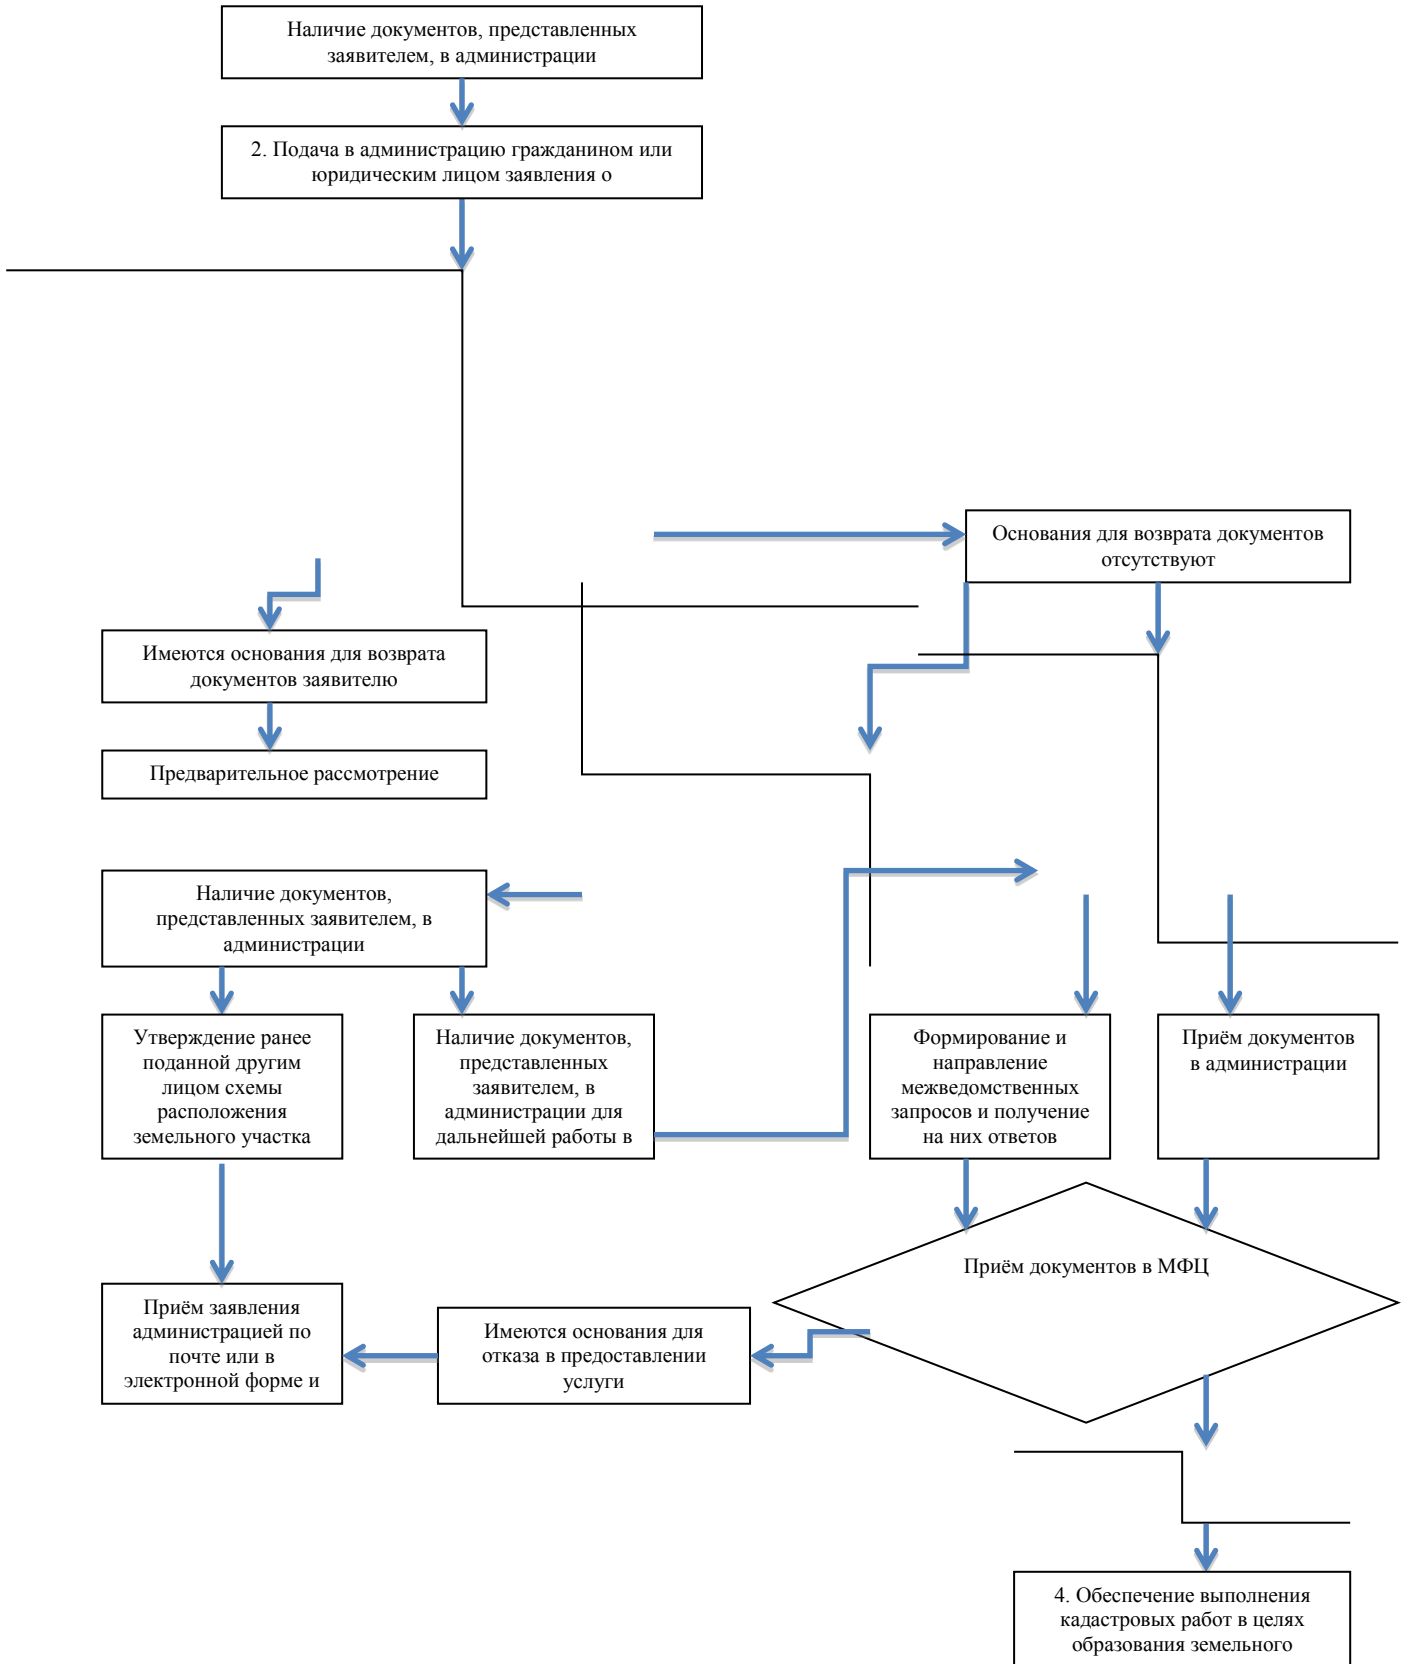 Наличие документов, представленных
заявителем, в администрации
2. Подача в администрацию гражданином или
юридическим лицом заявления о
Основания для возврата документов
отсутствуют
Имеются основания для возврата
документов заявителю
Предварительное рассмотрение
Наличие документов,
представленных заявителем, в
администрации
Утверждение ранее
поданной другим
лицом схемы
расположения
земельного участка
Наличие документов,
представленных
заявителем, в
администрации для
дальнейшей работы в
Формирование и
направление
межведомственных
запросов и получение
на них ответов
Приём документов
в администрации
Приём документов в МФЦ
Приём заявления
администрацией по
почте или в
электронной форме и
Имеются основания для
отказа в предоставлении
услуги
4. Обеспечение выполнения
кадастровых работ в целях
образования земельного